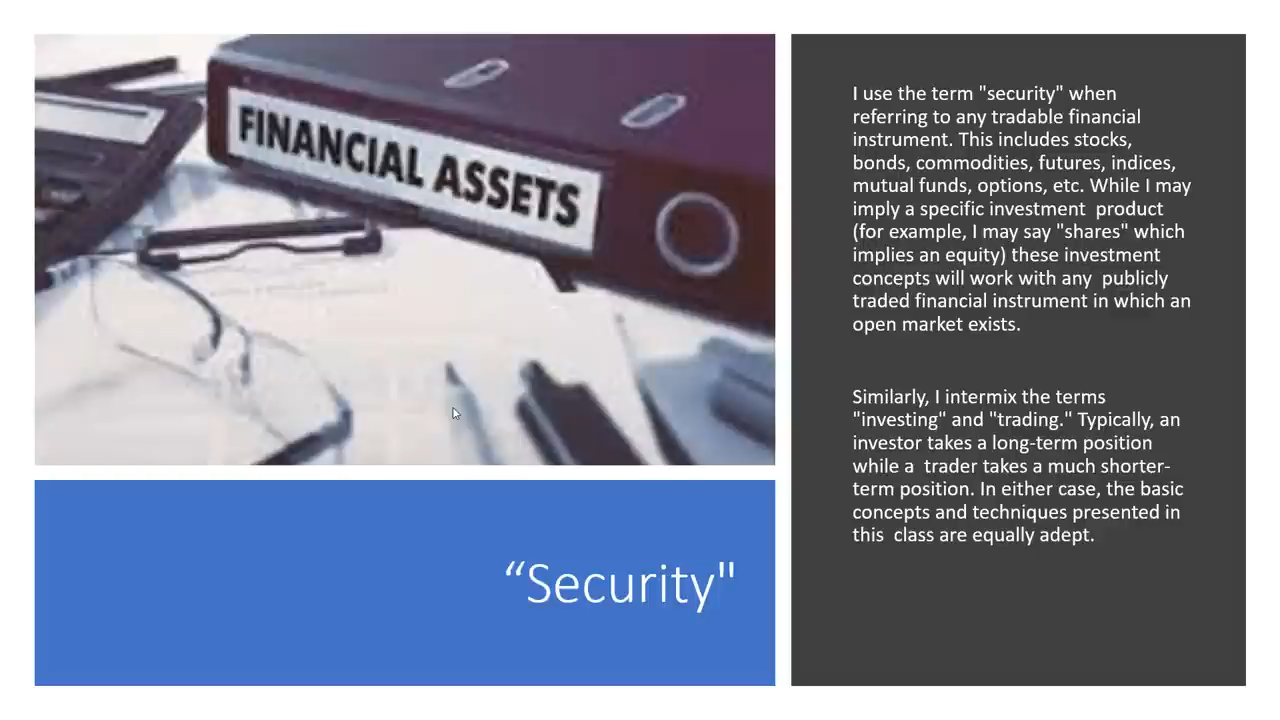 FINANCIAL ASSETS
“Security"
I use the term "security" when
referring to any tradable financial
instrument. This includes stocks,
bonds, commodities, futures, indices,
mutual funds, options, etc. While I may
imply a specific investment  product
(for example, I may say "shares" which
implies an equity) these investment
concepts will work with any  publicly
traded financial instrument in which an
open market exists.
Similarly, I intermix the terms
"investing" and "trading." Typically, an
investor takes a long-term position
while a  trader takes a much shorter-
term position. In either case, the basic
concepts and techniques presented in
this  class are equally adept.